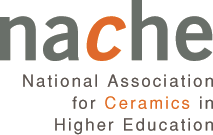 nache
National Association
for Ceramics in
Higher Education